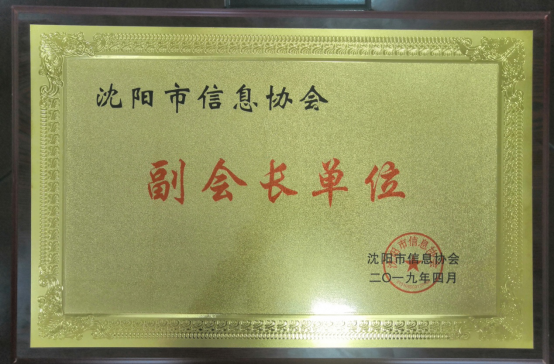 沈阳市信息协会
副会长单位
沈阳市信息协会
二〇一九年四月